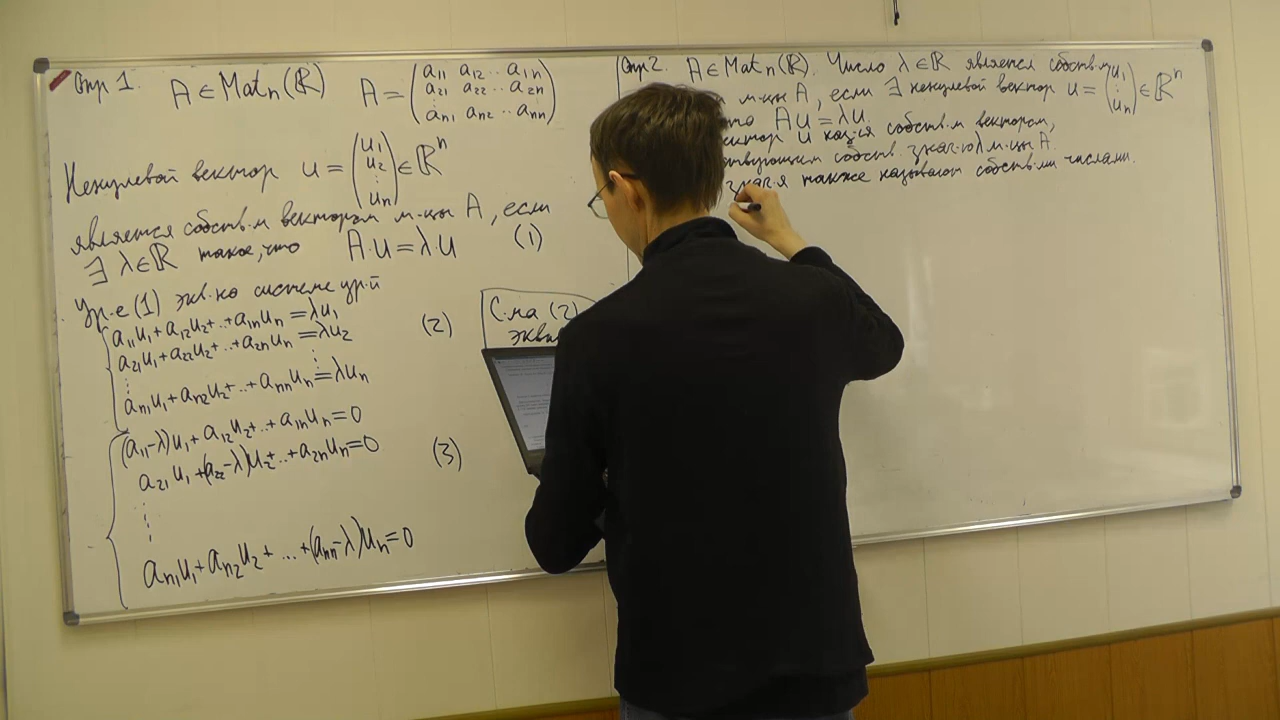 Опр 1. A ∈ Matₙ(ℝ) A = (a₁₁ a₁₂ .. a₁ₙ
a₂₁ a₂₂ ... a₂ₙ
⋮
aₙ₁ aₙ₂ .. aₙₙ)
Ненулевой вектор u = (u₁
u₂
⋮
uₙ) ∈ ℝⁿ
является собств-м вектором м-цы A, если
∃ λ∈ℝ такое, что A·u = λ·u (1)
Ур-е (1) экв-но системе ур-й
{ a₁₁u₁+a₁₂u₂+..+a₁ₙuₙ = λu₁
a₂₁u₁+a₂₂u₂+..+a₂ₙuₙ = λu₂ (2)
⋮ ⋮
aₙ₁u₁+aₙ₂u₂+..+aₙₙuₙ = λuₙ
{ (a₁₁-λ)u₁+a₁₂u₂+..+a₁ₙuₙ=0
a₂₁u₁+(a₂₂-λ)u₂+..+a₂ₙuₙ=0 (3)
⋮
aₙ₁u₁+aₙ₂u₂+...+(aₙₙ-λ)uₙ=0
С-ма (2)
экви
Опр 2. A∈Matₙ(ℝ). Число λ∈ℝ является собств-м
м-цы A, если ∃ ненулевой вектор u = (u₁
⋮
uₙ) ∈ ℝⁿ
Au = λu.
u наз-ся собств-м вектором,
собств. знач-ю λ м-цы A.
знач-я также называют собств-ми числами.